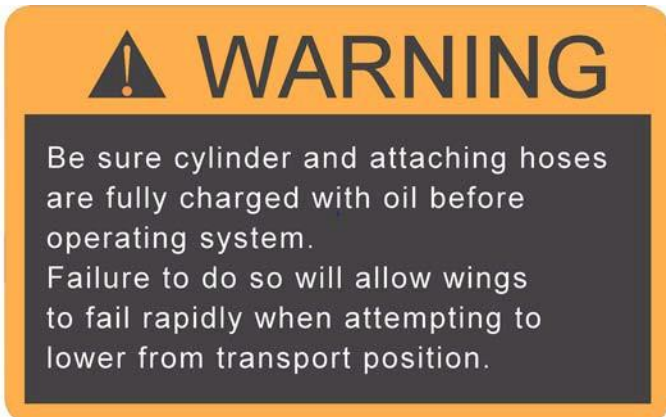 WARNING
Be sure cylinder and attaching hoses
are fully charged with oil before
operating system.
Failure to do so will allow wings
to fail rapidly when attempting to
lower from transport position.